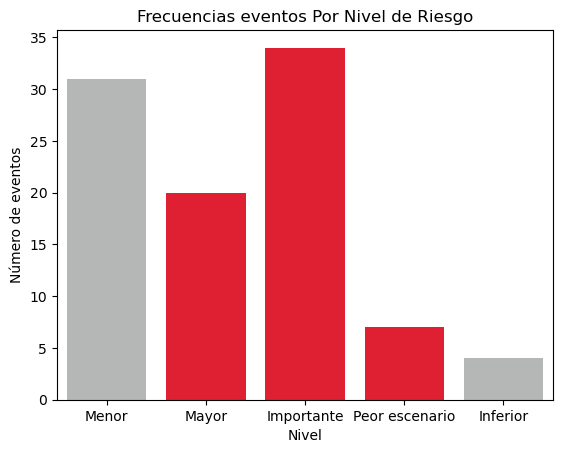 Frecuencias eventos Por Nivel de Riesgo
Número de eventos
35
30
25
20
15
10
5
0
Menor Mayor Importante Peor escenario Inferior
Nivel